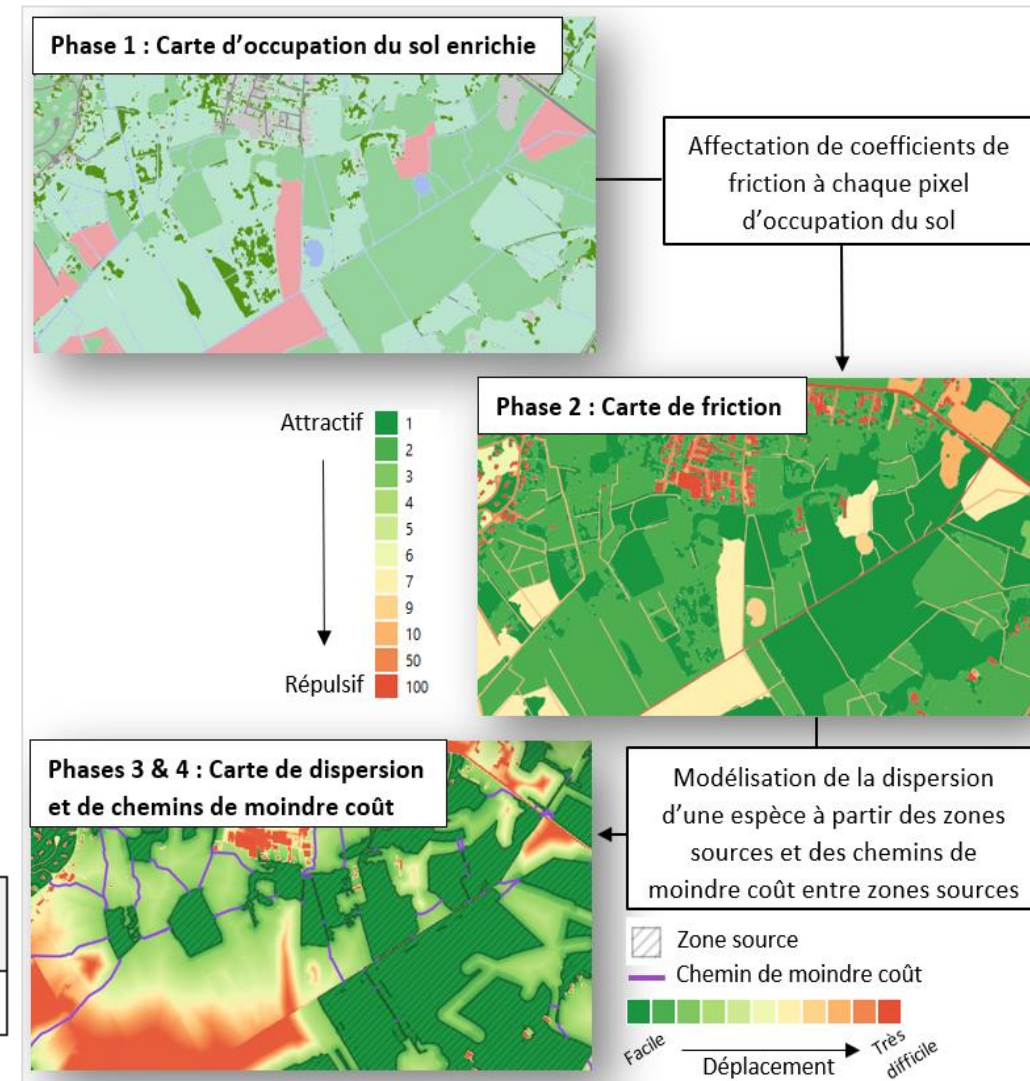 Phase 1 : Carte d’occupation du sol enrichie
Affectation de coefficients de
friction à chaque pixel
d’occupation du sol
Phase 2 : Carte de friction
Attractif
Répulsif
1
2
3
4
5
6
7
9
10
50
100
Phases 3 & 4 : Carte de dispersion
et de chemins de moindre coût
Modélisation de la dispersion
d’une espèce à partir des zones
sources et des chemins de
moindre coût entre zones sources
Zone source
Chemin de moindre coût
Facile
Déplacement
Très
difficile